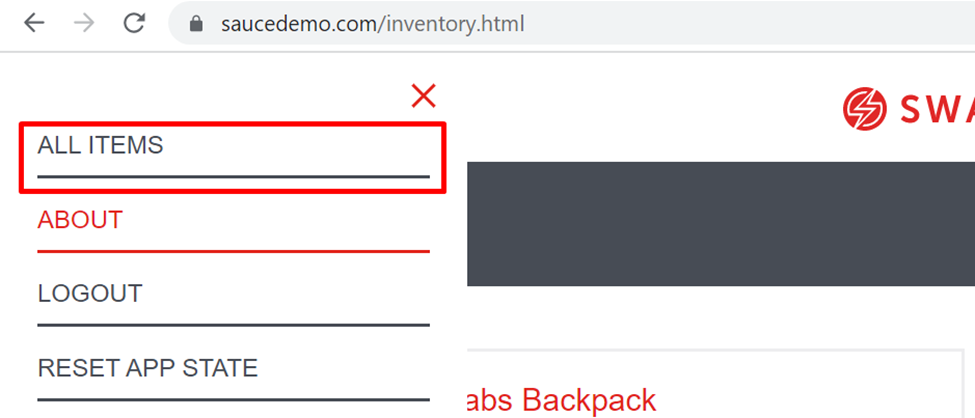 saucedemo.com/inventory.html
SWA
ALL ITEMS
ABOUT
LOGOUT
RESET APP STATE
abs Backpack